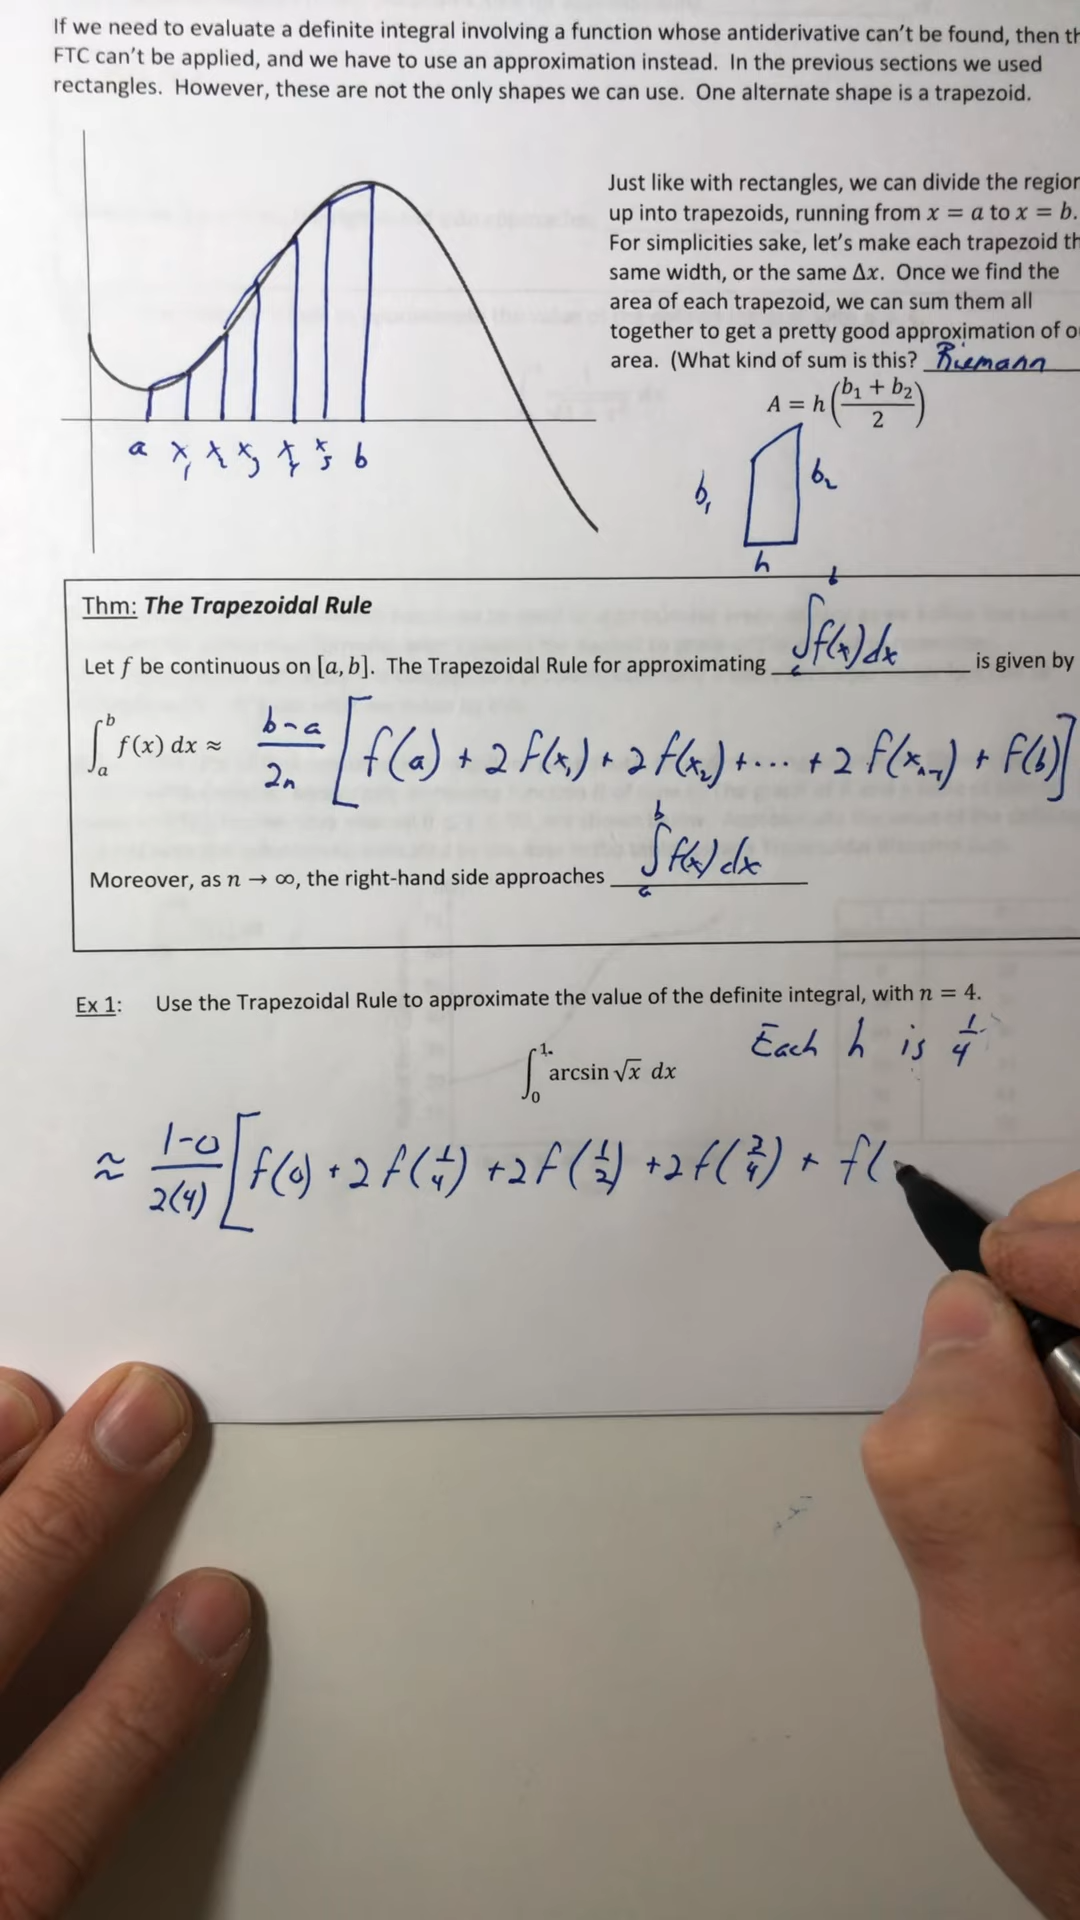 If we need to evaluate a definite integral involving a function whose antiderivative can't be found, then th
FTC can't be applied, and we have to use an approximation instead. In the previous sections we used
rectangles. However, these are not the only shapes we can use. One alternate shape is a trapezoid.
Just like with rectangles, we can divide the region
up into trapezoids, running from x = a to x = b.
For simplicities sake, let's make each trapezoid th
same width, or the same Δx. Once we find the
area of each trapezoid, we can sum them all
together to get a pretty good approximation of o
area. (What kind of sum is this? Riemann
A = h((b₁ + b₂)/2)
a x₁ x₂ x₃ x₄ x₅ b
b₁ b₂
h
Thm: The Trapezoidal Rule
Let f be continuous on [a, b]. The Trapezoidal Rule for approximating ∫ₐᵇ f(x)dx is given by
∫ₐᵇ f(x) dx ≈ (b-a)/2n [f(a) + 2f(x₁) + 2f(x₂) + ... + 2f(xₙ₋₁) + f(b)]
Moreover, as n → ∞, the right-hand side approaches ∫ₐᵇ f(x)dx
Ex 1: Use the Trapezoidal Rule to approximate the value of the definite integral, with n = 4.
∫₀¹ arcsin √x dx Each h is 1/4
≈ (1-0)/2(4) [f(0) + 2f(1/4) + 2f(1/2) + 2f(3/4) + f(